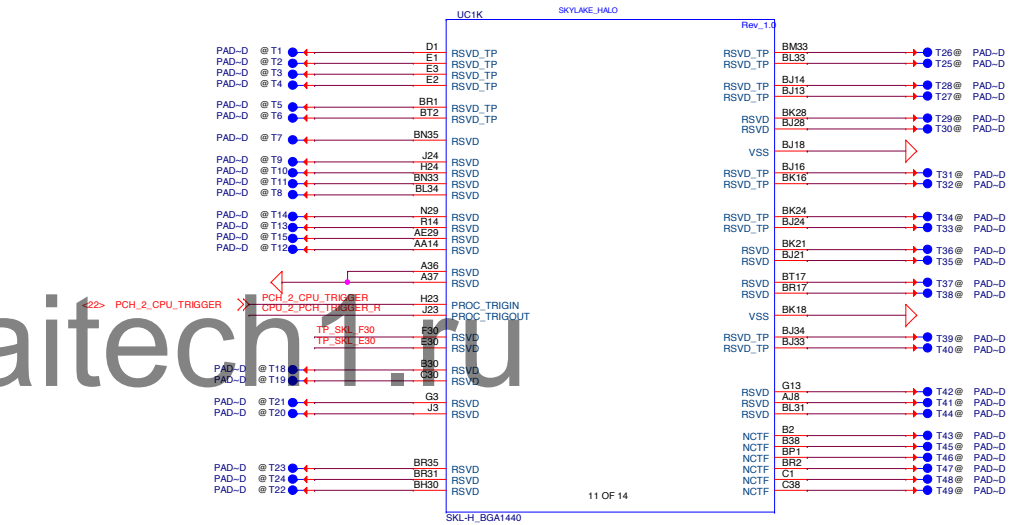 UC1K
SKYLAKE_HALO
Rev_1.0
PAD~D @ T1 D1 RSVD_TP
PAD~D @ T2 E1 RSVD_TP
PAD~D @ T3 E3 RSVD_TP
PAD~D @ T4 E2 RSVD_TP
PAD~D @ T5 BR1 RSVD_TP
PAD~D @ T6 BT2 RSVD_TP
PAD~D @ T7 BN35 RSVD
PAD~D @ T9 J24 RSVD
PAD~D @ T10 H24 RSVD
PAD~D @ T11 BN33 RSVD
PAD~D @ T8 BL34 RSVD
PAD~D @ T14 N29 RSVD
PAD~D @ T13 R14 RSVD
PAD~D @ T15 AE29 RSVD
PAD~D @ T12 AA14 RSVD
A36 RSVD
A37 RSVD
<22> PCH_2_CPU_TRIGGER PCH_2_CPU_TRIGGER H23 PROC_TRIGIN
CPU_2_PCH_TRIGGER_R J23 PROC_TRIGOUT
TP_SKL_F30 F30 RSVD
TP_SKL_E30 E30 RSVD
PAD~D @ T18 B30 RSVD
PAD~D @ T19 C30 RSVD
PAD~D @ T21 G3 RSVD
PAD~D @ T20 J3 RSVD
PAD~D @ T23 BR35 RSVD
PAD~D @ T24 BR31 RSVD
PAD~D @ T22 BH30 RSVD
RSVD_TP BM33 T26@ PAD~D
RSVD_TP BL33 T25@ PAD~D
RSVD_TP BJ14 T28@ PAD~D
RSVD_TP BJ13 T27@ PAD~D
RSVD BK28 T29@ PAD~D
RSVD BJ28 T30@ PAD~D
VSS BJ18
RSVD_TP BJ16 T31@ PAD~D
RSVD_TP BK16 T32@ PAD~D
RSVD_TP BK24 T34@ PAD~D
RSVD_TP BJ24 T33@ PAD~D
RSVD BK21 T36@ PAD~D
RSVD BJ21 T35@ PAD~D
RSVD BT17 T37@ PAD~D
RSVD BR17 T38@ PAD~D
VSS BK18
RSVD_TP BJ34 T39@ PAD~D
RSVD_TP BJ33 T40@ PAD~D
RSVD G13 T42@ PAD~D
RSVD AJ8 T41@ PAD~D
RSVD BL31 T44@ PAD~D
NCTF B2 T43@ PAD~D
NCTF B38 T45@ PAD~D
NCTF BP1 T46@ PAD~D
NCTF BR2 T47@ PAD~D
NCTF C1 T48@ PAD~D
NCTF C38 T49@ PAD~D
11 OF 14
SKL-H_BGA1440
aitech1.ru